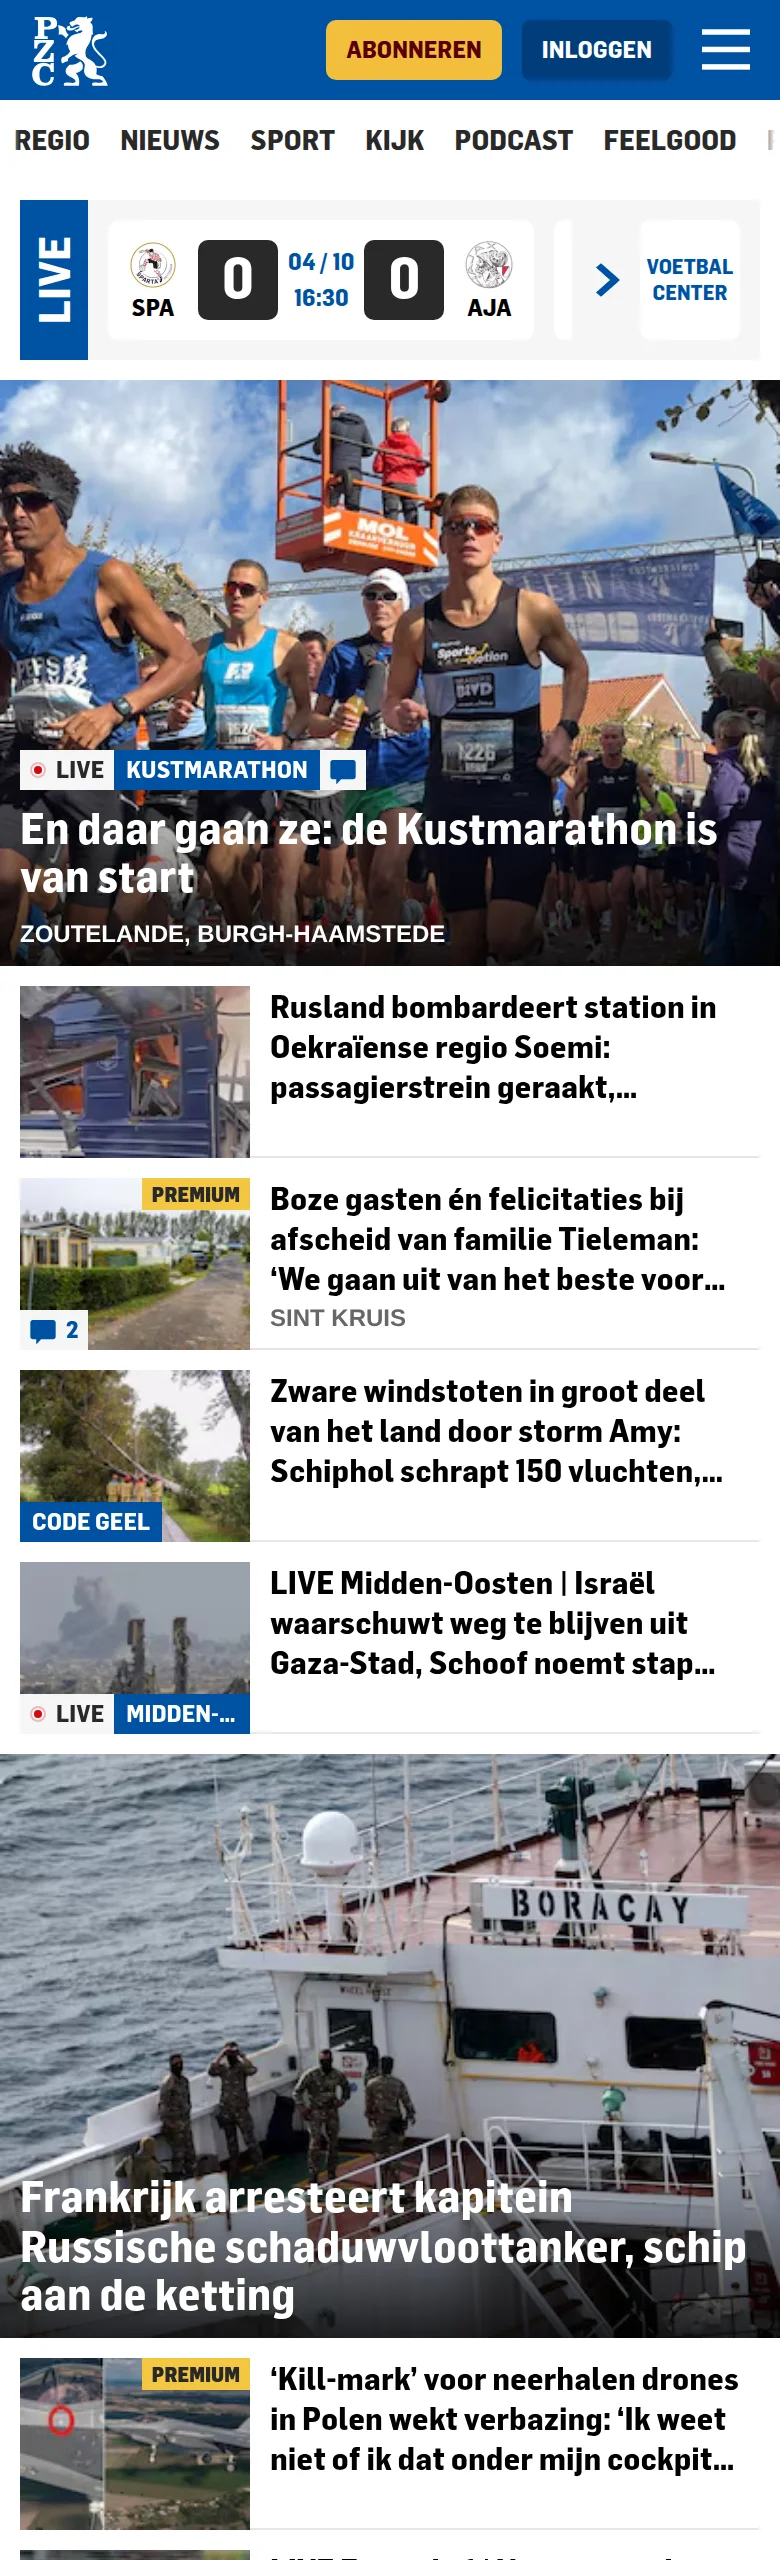 PZC
ABONNEREN
INLOGGEN
REGIO NIEUWS SPORT KIJK PODCAST FEELGOOD
LIVE
SPA
0
04 / 10
16:30
0
AJA
VOETBAL
CENTER
MOL
Sports
Motion
1226
LIVE KUSTMARATHON
En daar gaan ze: de Kustmarathon is
van start
ZOUTELANDE, BURGH-HAAMSTEDE
Rusland bombardeert station in
Oekraïense regio Soemi:
passagierstrein geraakt,...
PREMIUM
2
Boze gasten én felicitaties bij
afscheid van familie Tieleman:
‘We gaan uit van het beste voor...
SINT KRUIS
CODE GEEL
Zware windstoten in groot deel
van het land door storm Amy:
Schiphol schrapt 150 vluchten,...
LIVE MIDDEN-...
LIVE Midden-Oosten | Israël
waarschuwt weg te blijven uit
Gaza-Stad, Schoof noemt stap...
BORACAY
Frankrijk arresteert kapitein
Russische schaduwvloottanker, schip
aan de ketting
PREMIUM
‘Kill-mark’ voor neerhalen drones
in Polen wekt verbazing: ‘Ik weet
niet of ik dat onder mijn cockpit...